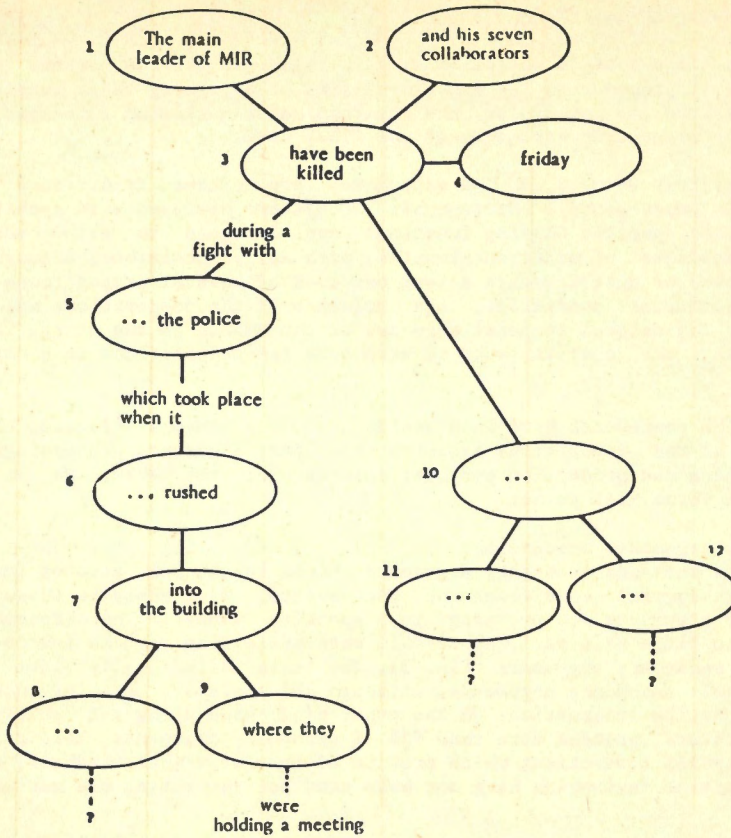 1
The main
leader of MIR
2
and his seven
collaborators
3
have been
killed
4
friday
during a
fight with
5
... the police
which took place
when it
6
... rushed
10
...
7
into
the building
11
...
12
...
?
?
8
...
9
where they
?
were
holding a meeting